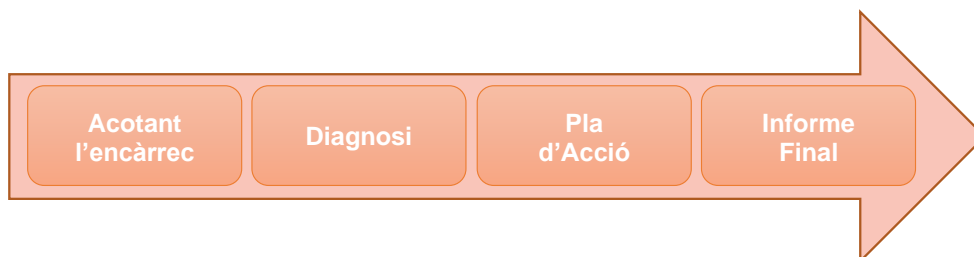 Acotant
l’encàrrec
Diagnosi
Pla
d’Acció
Informe
Final